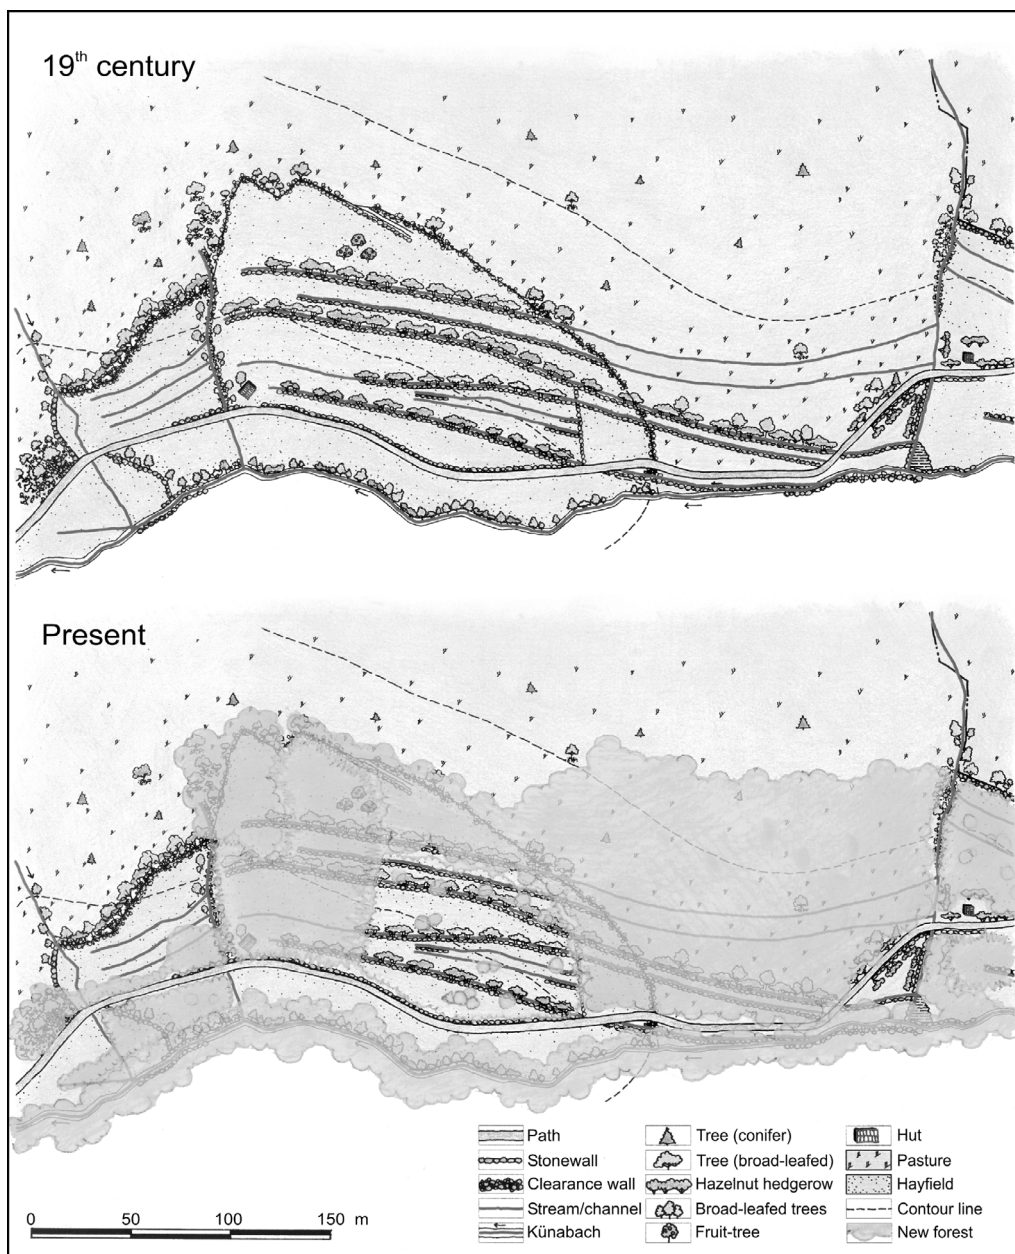 19th century
Present
Path
Stonewall
Clearance wall
Stream/channel
Künabach
Tree (conifer)
Tree (broad-leafed)
Hazelnut hedgerow
Broad-leafed trees
Fruit-tree
Hut
Pasture
Hayfield
Contour line
New forest
0 50 100 150 m